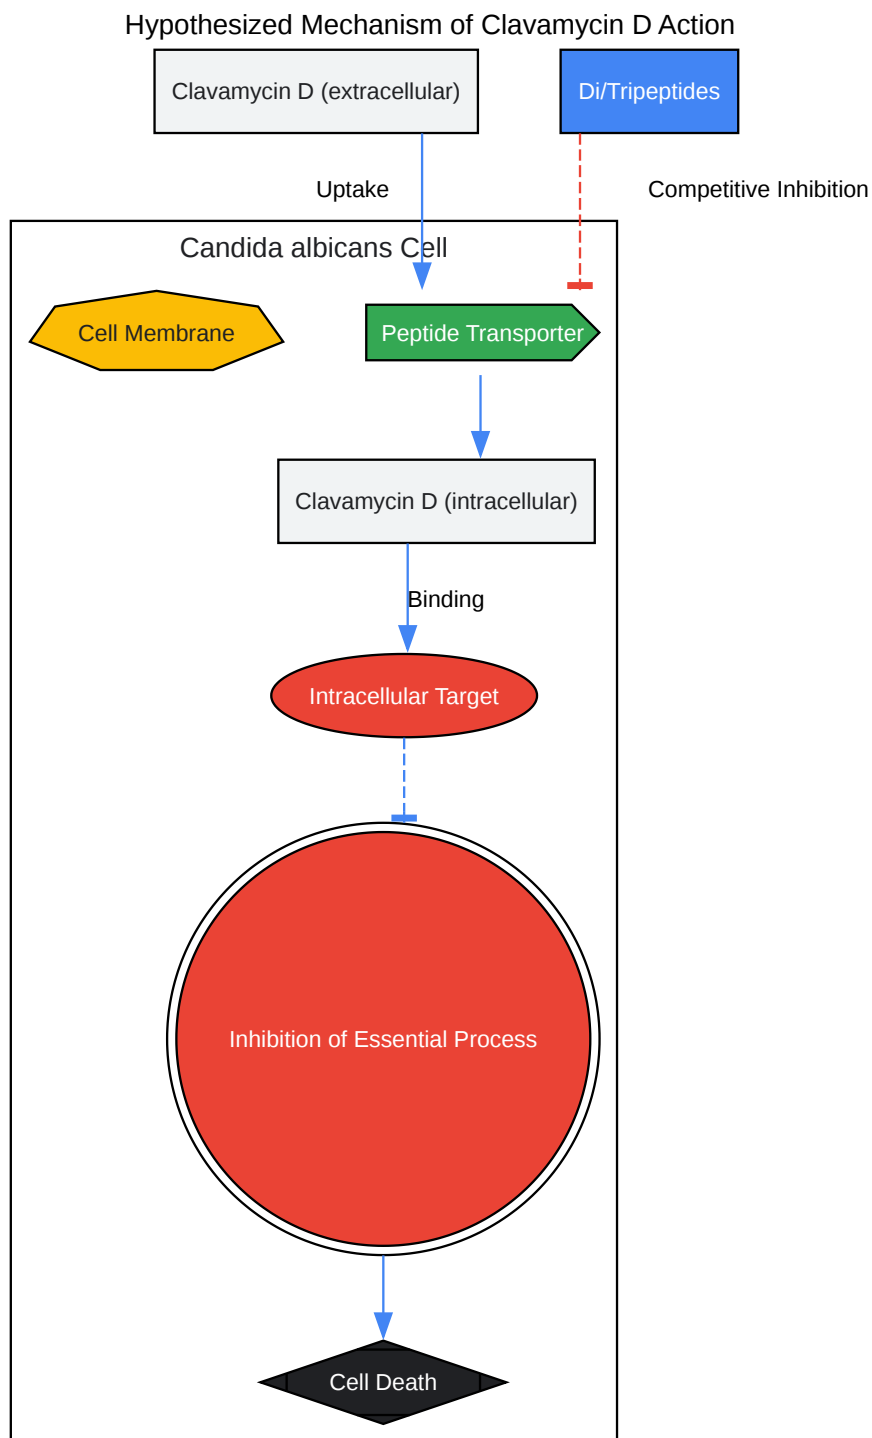 Hypothesized Mechanism of Clavamycin D Action
Clavamycin D (extracellular)
Di/Tripeptides
Uptake
Competitive Inhibition
Candida albicans Cell
Cell Membrane
Peptide Transporter
Clavamycin D (intracellular)
Binding
Intracellular Target
Inhibition of Essential Process
Cell Death